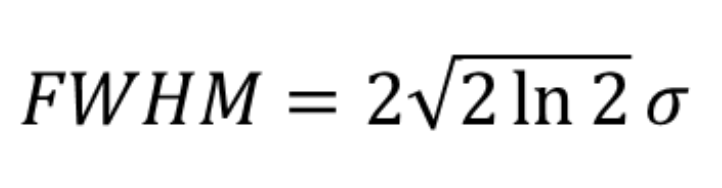 FWHM = 2√2 ln 2 σ